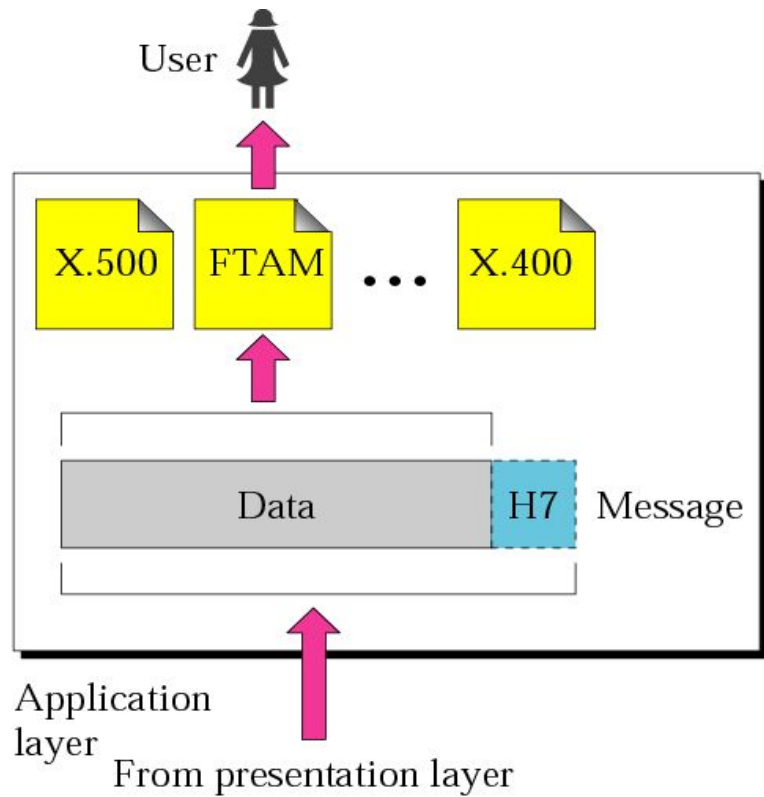 User
X.500 FTAM ... X.400
Data H7 Message
Application
layer
From presentation layer